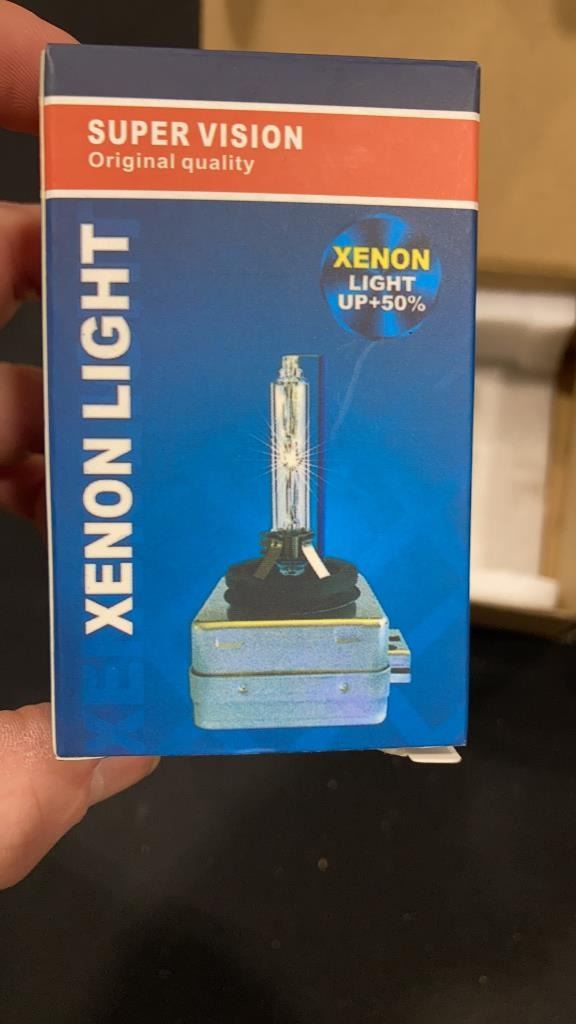 SUPER VISION
Original quality
XENON
LIGHT
UP+50%
XENON LIGHT